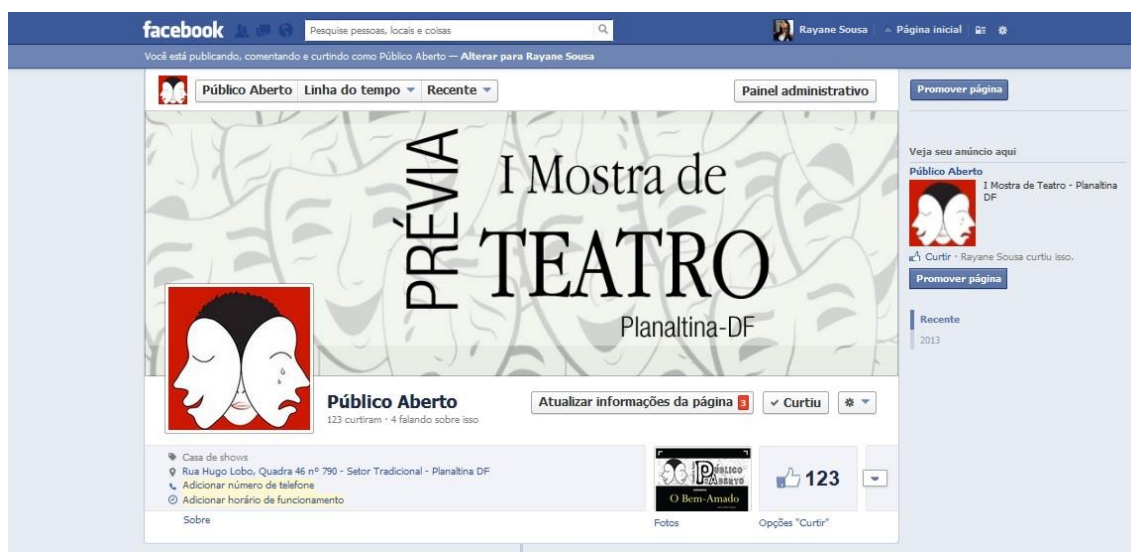 facebook
Pesquise pessoas, locais e coisas
Rayane Sousa
Página inicial
Você está publicando, comentando e curtindo como Público Aberto — Alterar para Rayane Sousa
Público Aberto
Linha do tempo
Recente
Painel administrativo
Promover página
PRÉVIA
I Mostra de
TEATRO
Planaltina-DF
Veja seu anúncio aqui
Público Aberto
I Mostra de Teatro - Planaltina
DF
Curtir · Rayane Sousa curtiu isso.
Promover página
Recente
2013
Público Aberto
123 curtiram · 4 falando sobre isso
Atualizar informações da página 3
Curtiu
Casa de shows
Rua Hugo Lobo, Quadra 46 nº 790 - Setor Tradicional - Planaltina DF
Adicionar número de telefone
Adicionar horário de funcionamento
Sobre
PÚBLICO
ABERTO
O Bem-Amado
Fotos
123
Opções "Curtir"